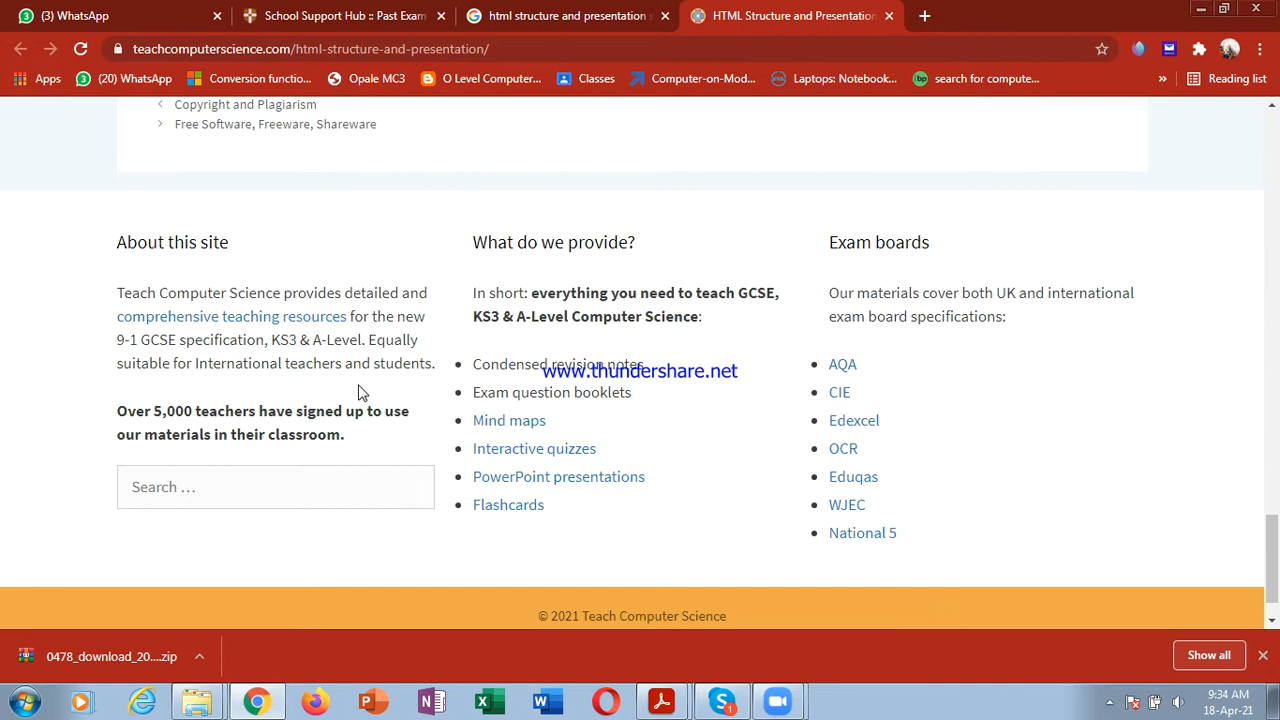 (3) WhatsApp
School Support Hub :: Past Exam
html structure and presentation s
HTML Structure and Presentation
teachcomputerscience.com/html-structure-and-presentation/
Apps
(20) WhatsApp
Conversion functio...
Opale MC3
O Level Computer...
Classes
Computer-on-Mod...
Laptops: Notebook...
search for compute...
»
Reading list
Copyright and Plagiarism
Free Software, Freeware, Shareware
About this site
Teach Computer Science provides detailed and
comprehensive teaching resources for the new
9-1 GCSE specification, KS3 & A-Level. Equally
suitable for International teachers and students.
Over 5,000 teachers have signed up to use
our materials in their classroom.
Search …
What do we provide?
In short: everything you need to teach GCSE,
KS3 & A-Level Computer Science:
Condensed revision notes
www.thundershare.net
Exam question booklets
Mind maps
Interactive quizzes
PowerPoint presentations
Flashcards
Exam boards
Our materials cover both UK and international
exam board specifications:
AQA
CIE
Edexcel
OCR
Eduqas
WJEC
National 5
© 2021 Teach Computer Science
0478_download_20....zip
Show all
9:34 AM
18-Apr-21